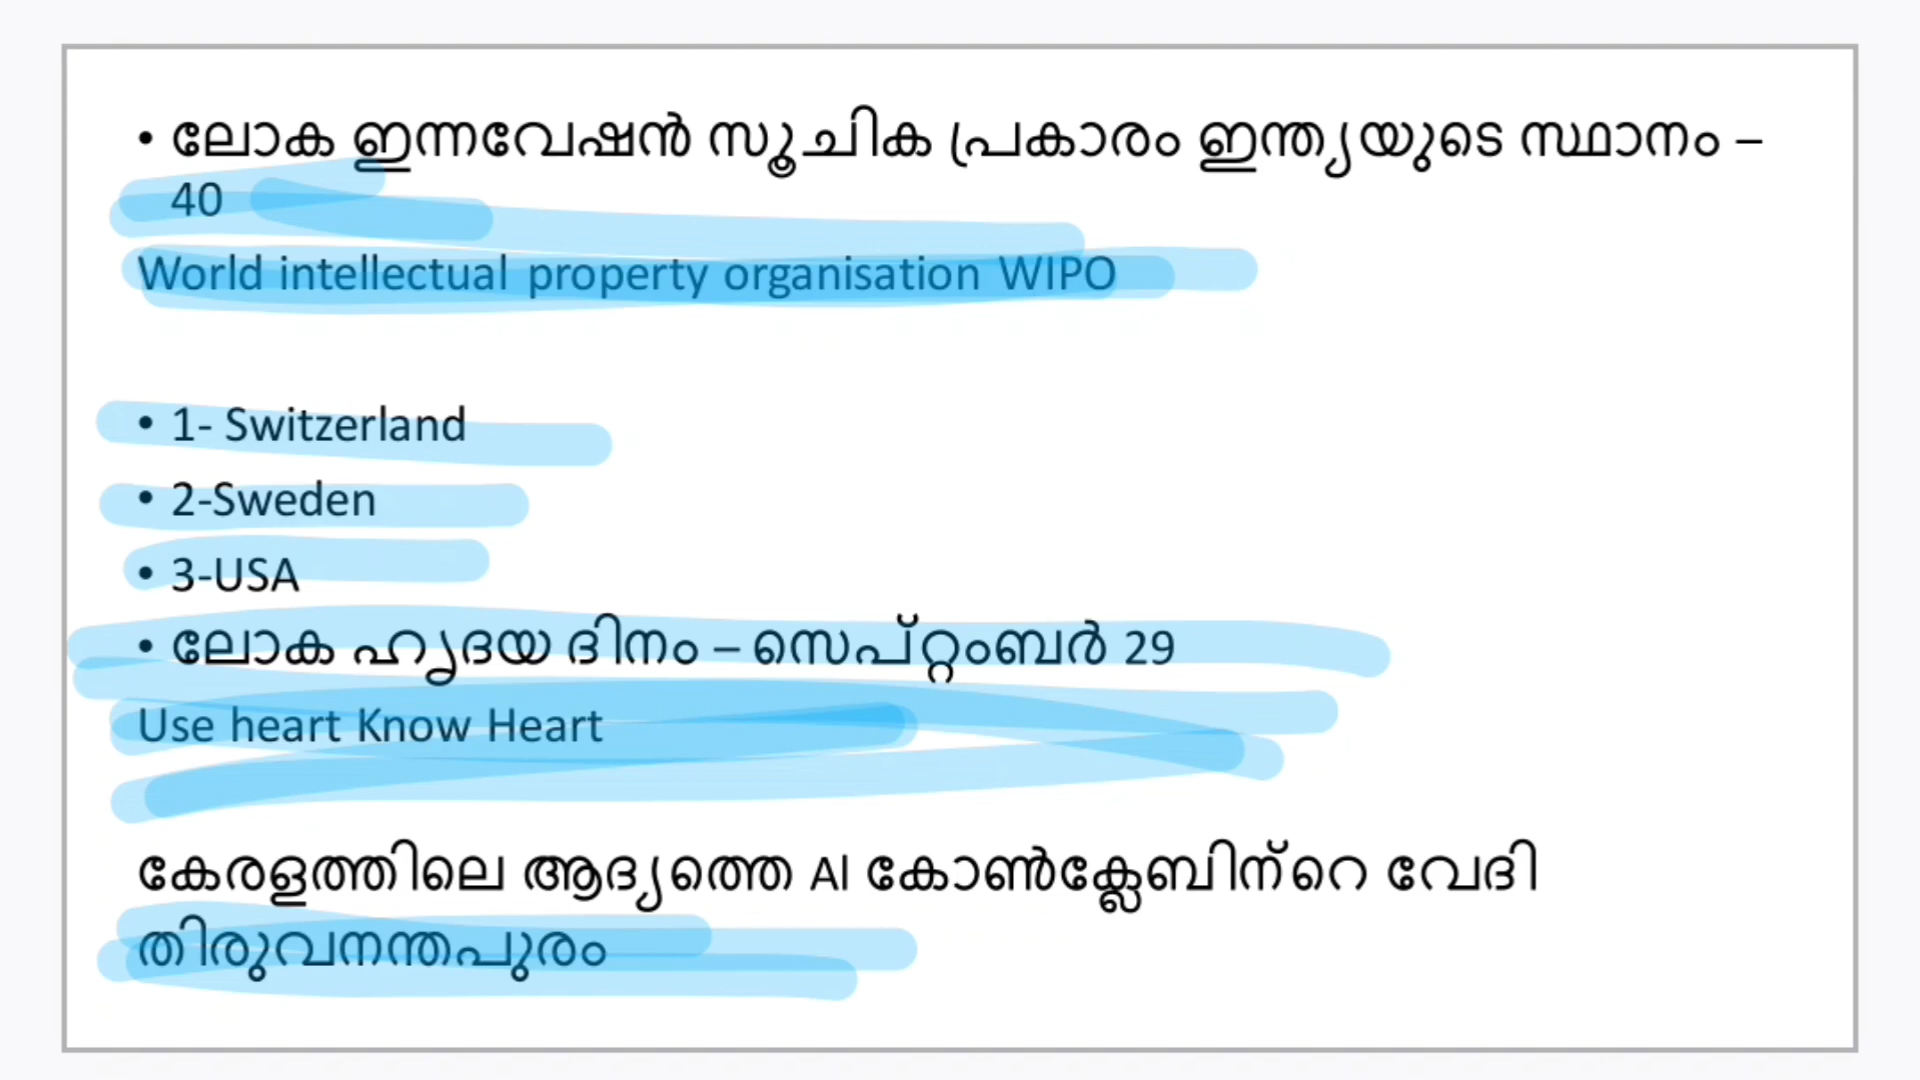 • ലോക ഇന്നവേഷൻ സൂചിക പ്രകാരം ഇന്ത്യയുടെ സ്ഥാനം –
40
World intellectual property organisation WIPO
• 1- Switzerland
• 2-Sweden
• 3-USA
• ലോക ഹൃദയ ദിനം – സെപ്റ്റംബർ 29
Use heart Know Heart
കേരളത്തിലെ ആദ്യത്തെ AI കോൺക്ലേബിന്റെ വേദി
തിരുവനന്തപുരം